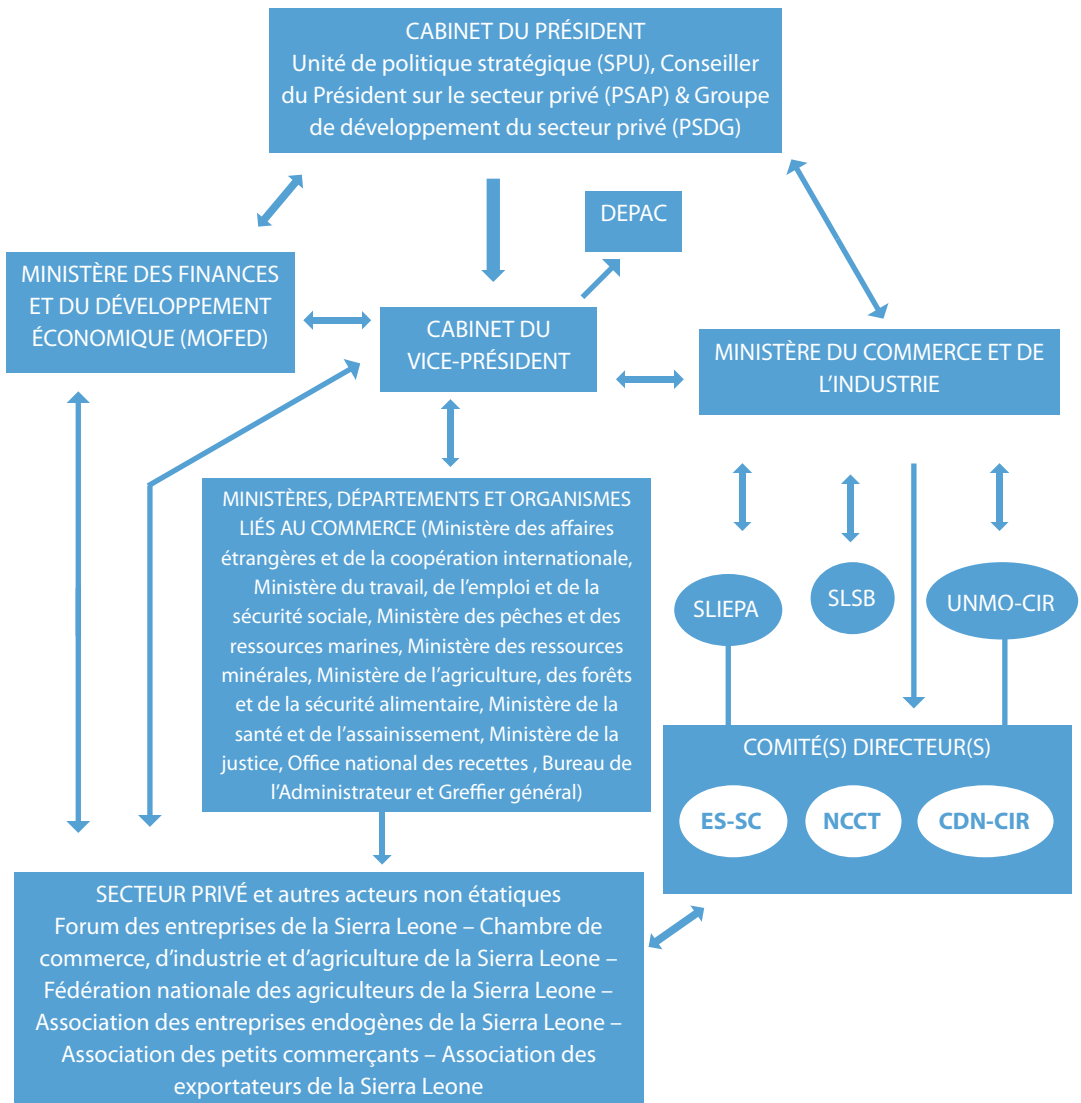 CABINET DU PRÉSIDENT
Unité de politique stratégique (SPU), Conseiller
du Président sur le secteur privé (PSAP) & Groupe
de développement du secteur privé (PSDG)
DEPAC
MINISTÈRE DES FINANCES
ET DU DÉVELOPPEMENT
ÉCONOMIQUE (MOFED)
CABINET DU
VICE-PRÉSIDENT
MINISTÈRE DU COMMERCE ET DE
L’INDUSTRIE
MINISTÈRES, DÉPARTEMENTS ET ORGANISMES
LIÉS AU COMMERCE (Ministère des affaires
étrangères et de la coopération internationale,
Ministère du travail, de l’emploi et de la
sécurité sociale, Ministère des pêches et des
ressources marines, Ministère des ressources
minérales, Ministère de l’agriculture, des forêts
et de la sécurité alimentaire, Ministère de la
santé et de l’assainissement, Ministère de la
justice, Office national des recettes , Bureau de
l’Administrateur et Greffier général)
SLIEPA
SLSB
UNMO-CIR
COMITÉ(S) DIRECTEUR(S)
ES-SC
NCCT
CDN-CIR
SECTEUR PRIVÉ et autres acteurs non étatiques
Forum des entreprises de la Sierra Leone – Chambre de
commerce, d’industrie et d’agriculture de la Sierra Leone –
Fédération nationale des agriculteurs de la Sierra Leone –
Association des entreprises endogènes de la Sierra Leone –
Association des petits commerçants – Association des
exportateurs de la Sierra Leone